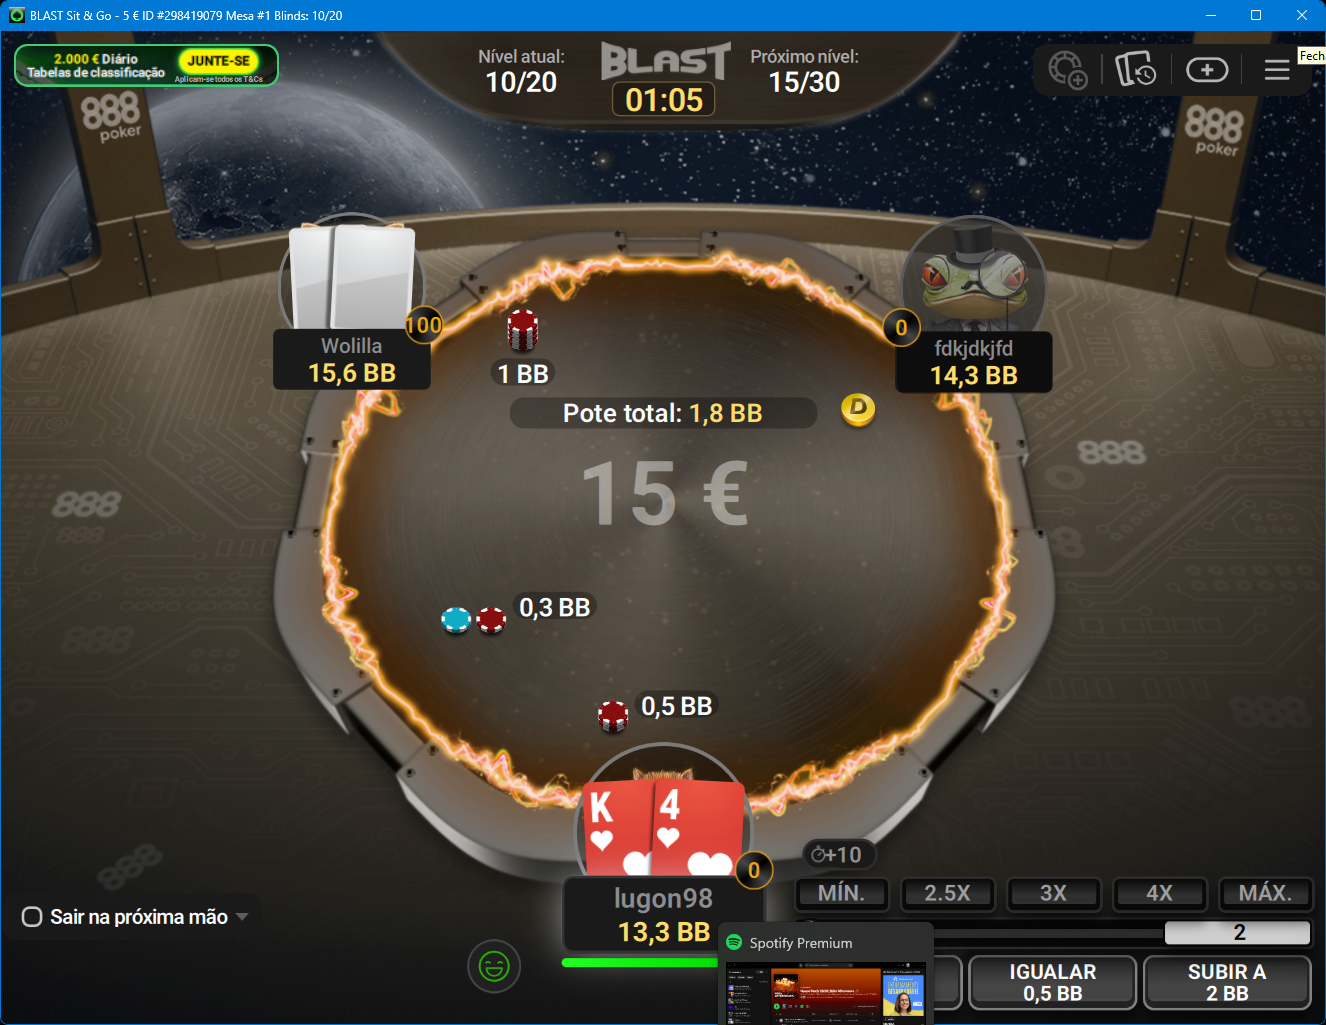 BLAST Sit & Go - 5 € ID #298419079 Mesa #1 Blinds: 10/20
Fech
2.000 € Diário
Tabelas de classificação
JUNTE-SE
Aplicam-se todos os T&Cs
Nível atual:
10/20
BLAST
01:05
Próximo nível:
15/30
888
poker
888
poker
100
Wolilla
15,6 BB
0
fdkjdkjfd
14,3 BB
1 BB
D
Pote total: 1,8 BB
15 €
888
888
888
888
888
888
888
0,3 BB
0,5 BB
K
4
0
lugon98
13,3 BB
+10
MÍN.
2.5X
3X
4X
MÁX.
2
Sair na próxima mão
Spotify Premium
IGUALAR
0,5 BB
SUBIR A
2 BB